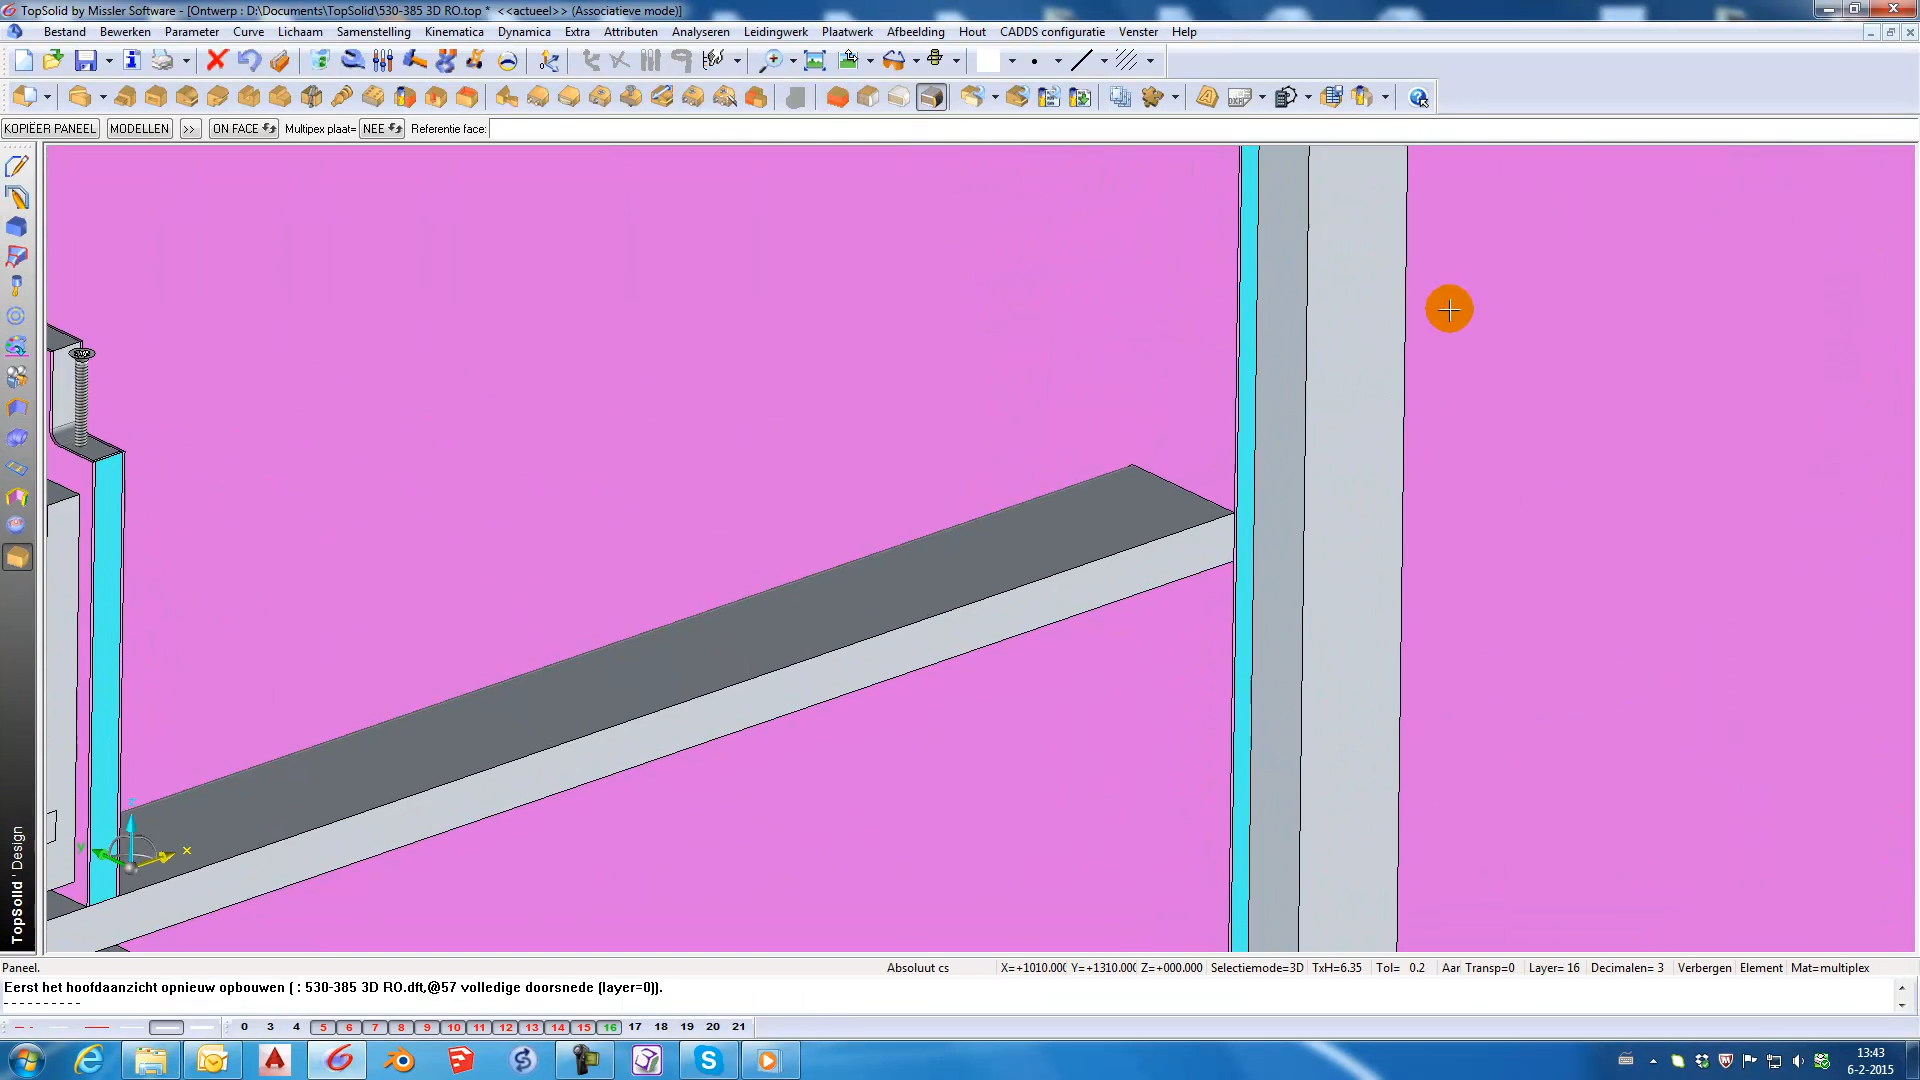 TopSolid by Missler Software - [Ontwerp : D:\Documents\TopSolid\530-385 3D RO.top * <<actueel>> (Associatieve mode)]
Bestand Bewerken Parameter Curve Lichaam Samenstelling Kinematica Dynamica Extra Attributen Analyseren Leidingwerk Plaatwerk Afbeelding Hout CADDS configuratie Venster Help
KOPIËER PANEEL MODELLEN >> ON FACE Multipex plaat= NEE Referentie face:
z
y
x
TopSolid'Design
Paneel. Absoluut cs X=+1010.000 Y=+1310.000 Z=+000.000 Selectiemode=3D TxH=6.35 Tol= 0.2 Aar Transp=0 Layer= 16 Decimalen= 3 Verbergen Element Mat=multiplex
Eerst het hoofdaanzicht opnieuw opbouwen ( : 530-385 3D RO.dft,@57 volledige doorsnede (layer=0)).
----------
0 3 4 5 6 7 8 9 10 11 12 13 14 15 16 17 18 19 20 21
13:43
6-2-2015